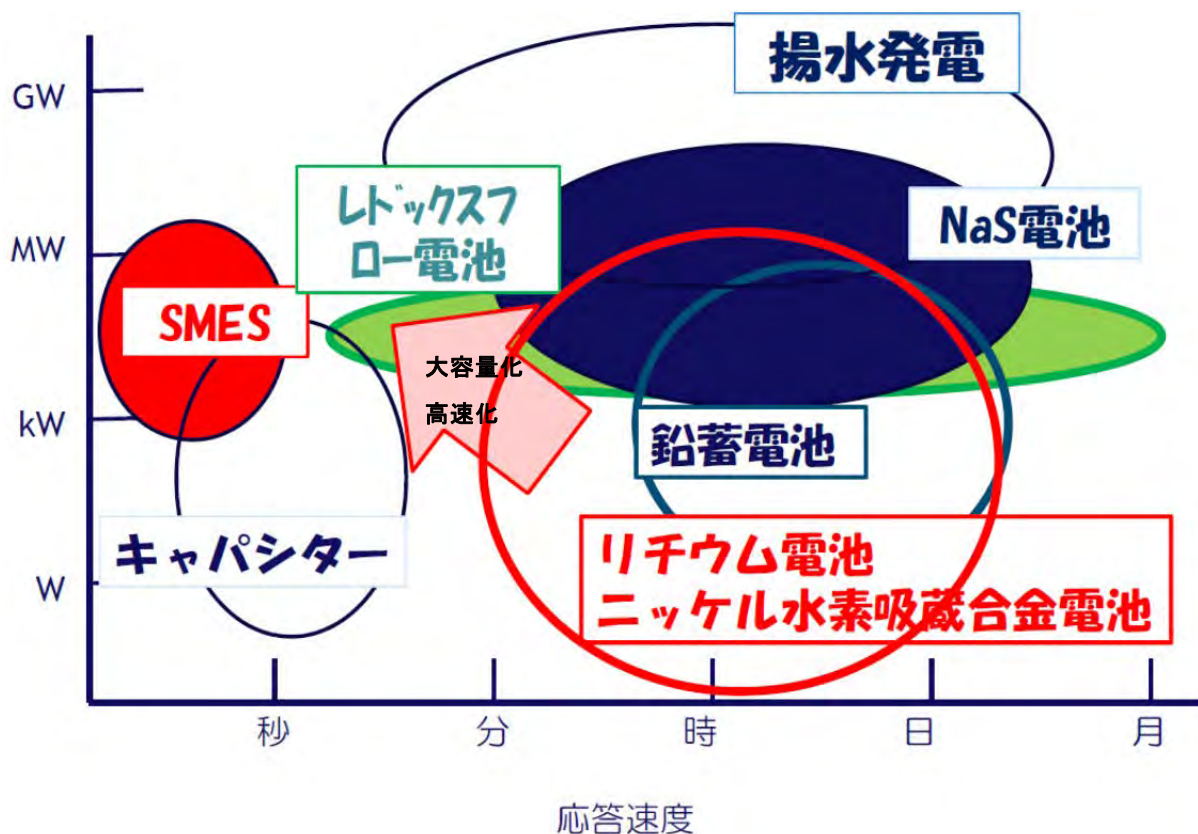 揚水発電
GW
レドックスフ
ロー電池
NaS電池
MW
SMES
大容量化
高速化
kW
鉛蓄電池
キャパシター
リチウム電池
ニッケル水素吸蔵合金電池
W
秒
分
時
日
月
応答速度